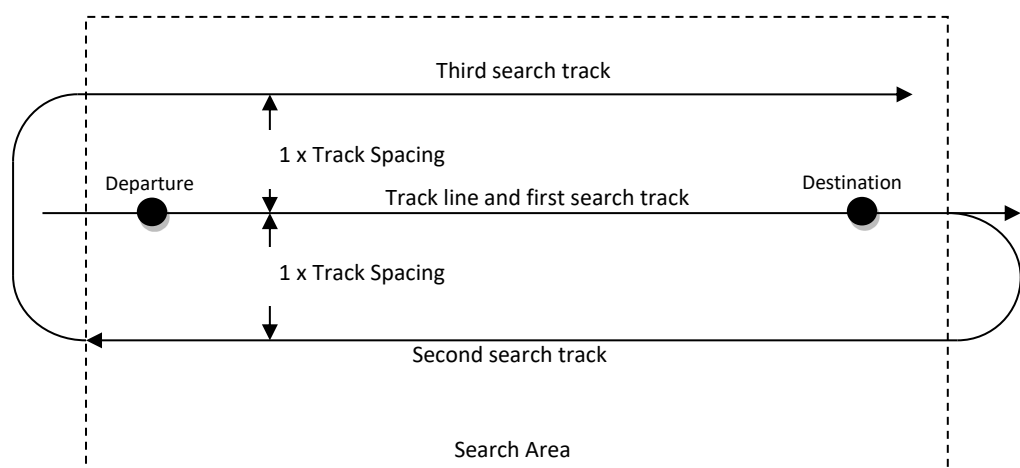 Third search track
1 x Track Spacing
Departure
Destination
Track line and first search track
1 x Track Spacing
Second search track
Search Area